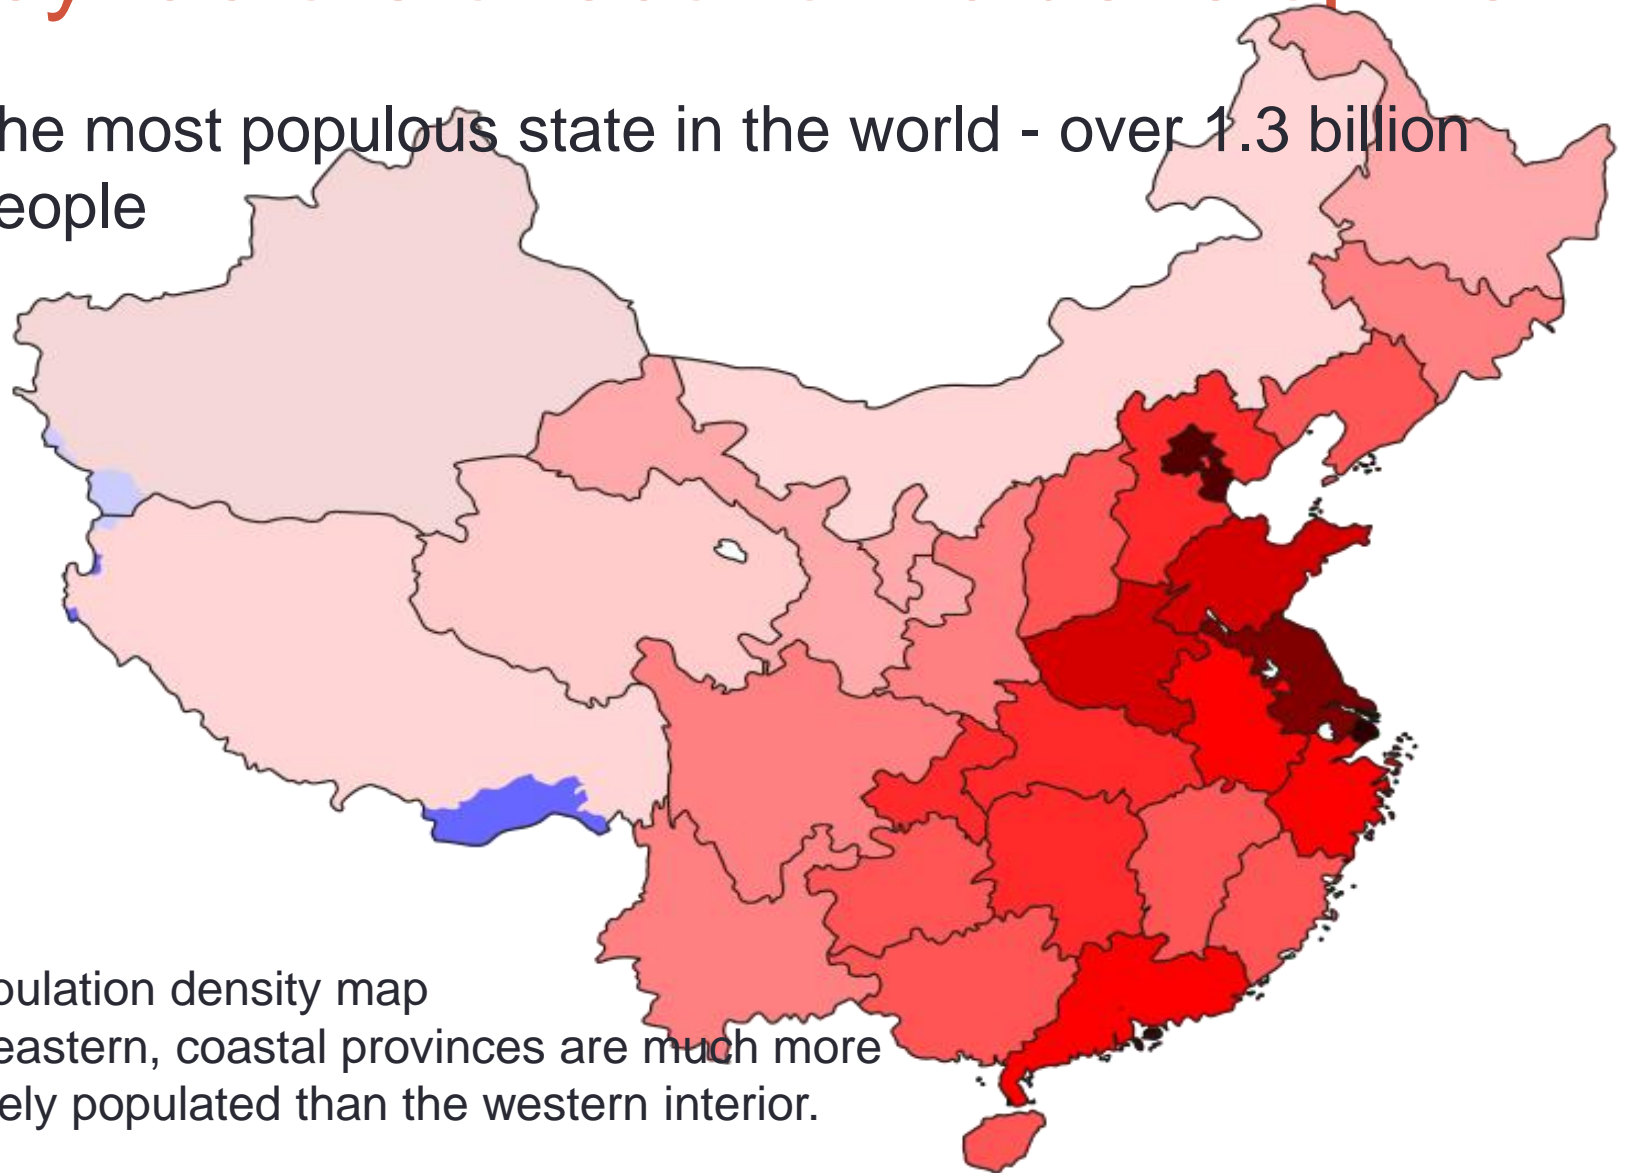 he most populous state in the world - over 1.3 billion
eople
pulation density map
eastern, coastal provinces are much more
ely populated than the western interior.